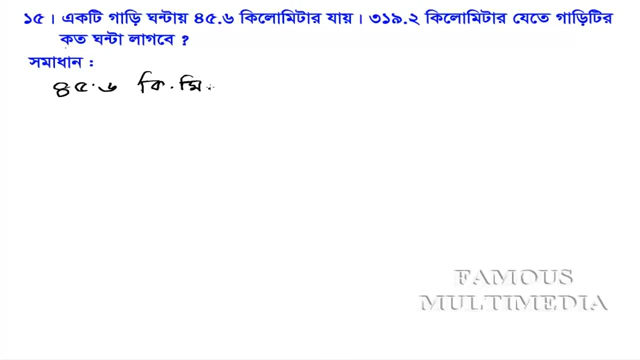 ১৫। একটি গাড়ি ঘন্টায় ৪৫.৬ কিলোমিটার যায়। ৩১৯.২ কিলোমিটার যেতে গাড়িটির
কত ঘন্টা লাগবে ?
সমাধান :
৪৫.৬ কি. মি.
FAMOUS
MULTIMEDIA